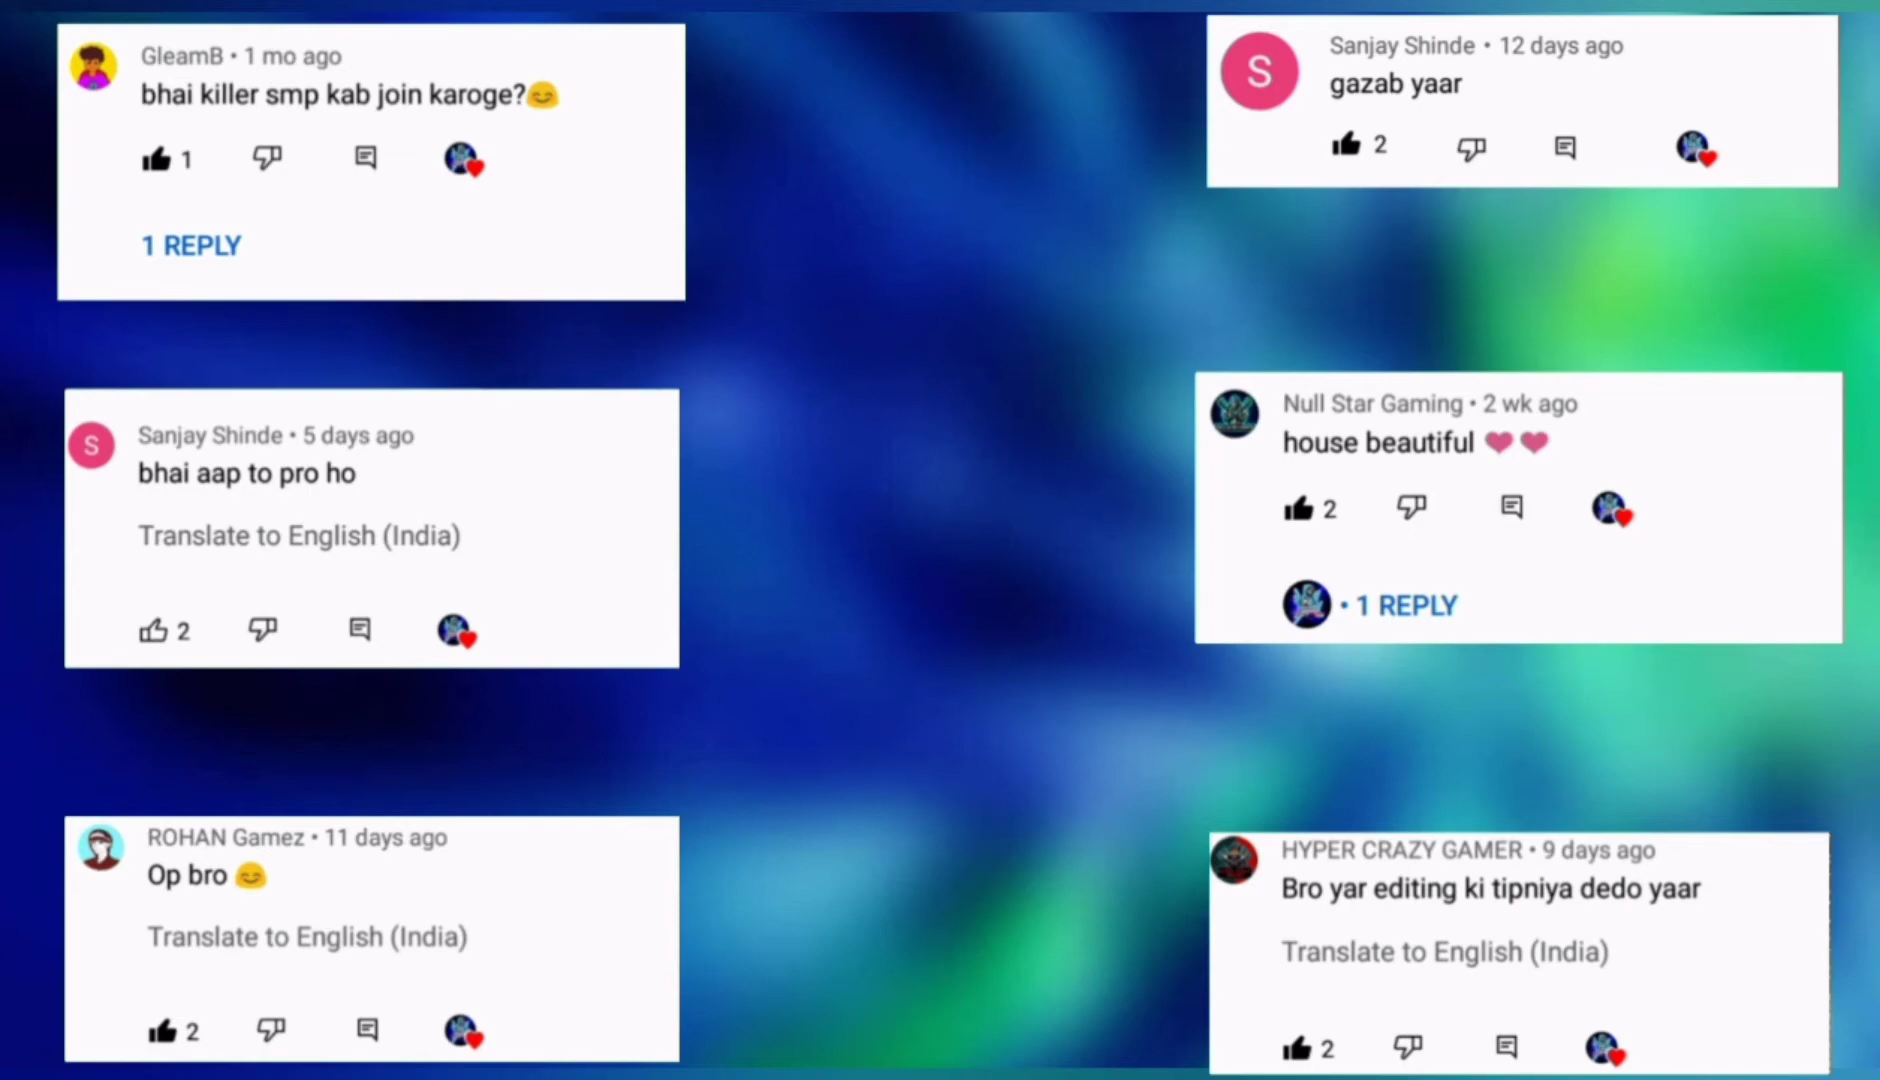 GleamB • 1 mo ago
bhai killer smp kab join karoge?😊
1
1 REPLY
Sanjay Shinde • 5 days ago
bhai aap to pro ho
Translate to English (India)
2
ROHAN Gamez • 11 days ago
Op bro 😊
Translate to English (India)
2
S
Sanjay Shinde • 12 days ago
gazab yaar
2
Null Star Gaming • 2 wk ago
house beautiful 💗💗
2
• 1 REPLY
HYPER CRAZY GAMER • 9 days ago
Bro yar editing ki tipniya dedo yaar
Translate to English (India)
2
S